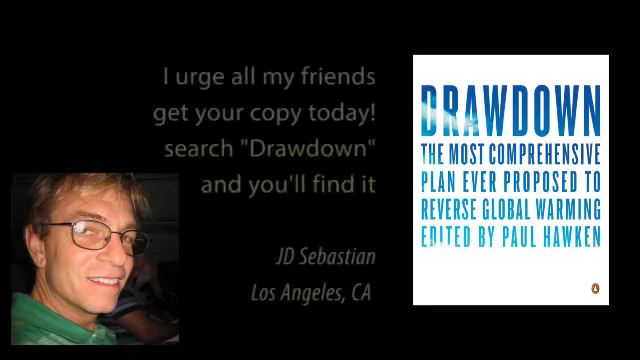 I urge all my friends
get your copy today!
search "Drawdown"
and you'll find it
JD Sebastian
Los Angeles, CA
DRAWDOWN
THE MOST COMPREHENSIVE
PLAN EVER PROPOSED TO
REVERSE GLOBAL WARMING
EDITED BY PAUL HAWKEN